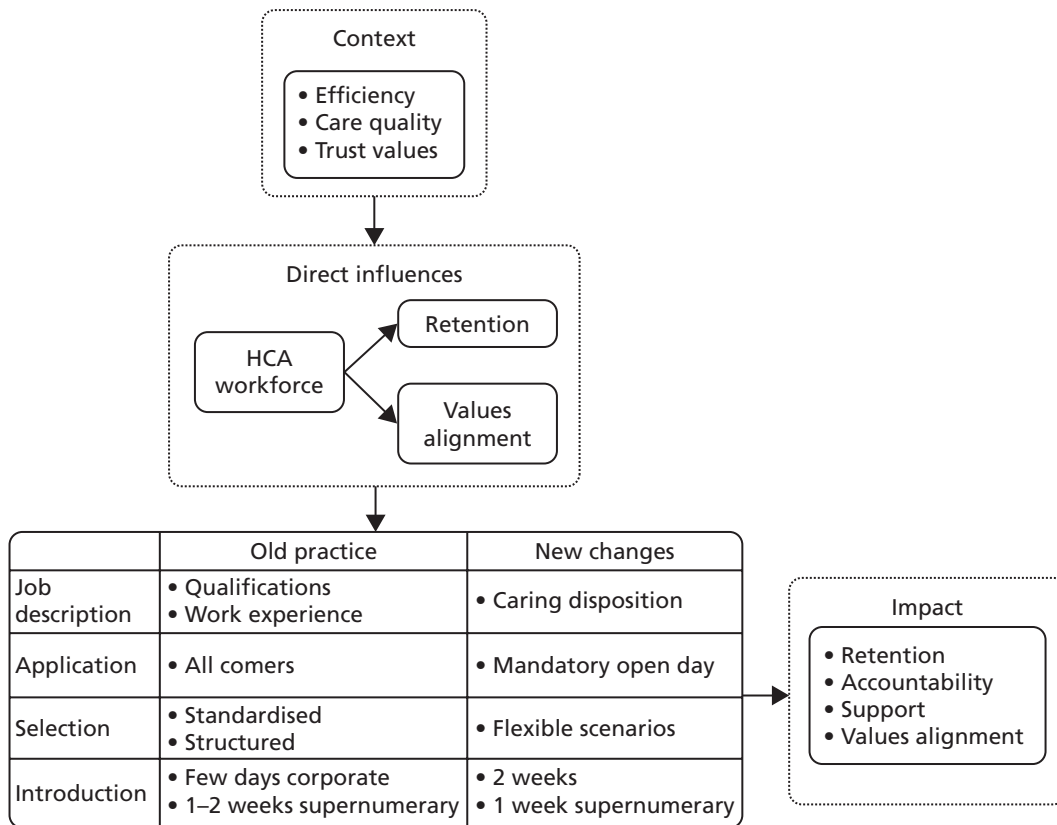 Context
• Efficiency
• Care quality
• Trust values
Direct influences
HCA
workforce
Retention
Values
alignment
Old practice
New changes
Job
description
• Qualifications
• Work experience
• Caring disposition
Application
• All comers
• Mandatory open day
Selection
• Standardised
• Structured
• Flexible scenarios
Introduction
• Few days corporate
• 1–2 weeks supernumerary
• 2 weeks
• 1 week supernumerary
Impact
• Retention
• Accountability
• Support
• Values alignment